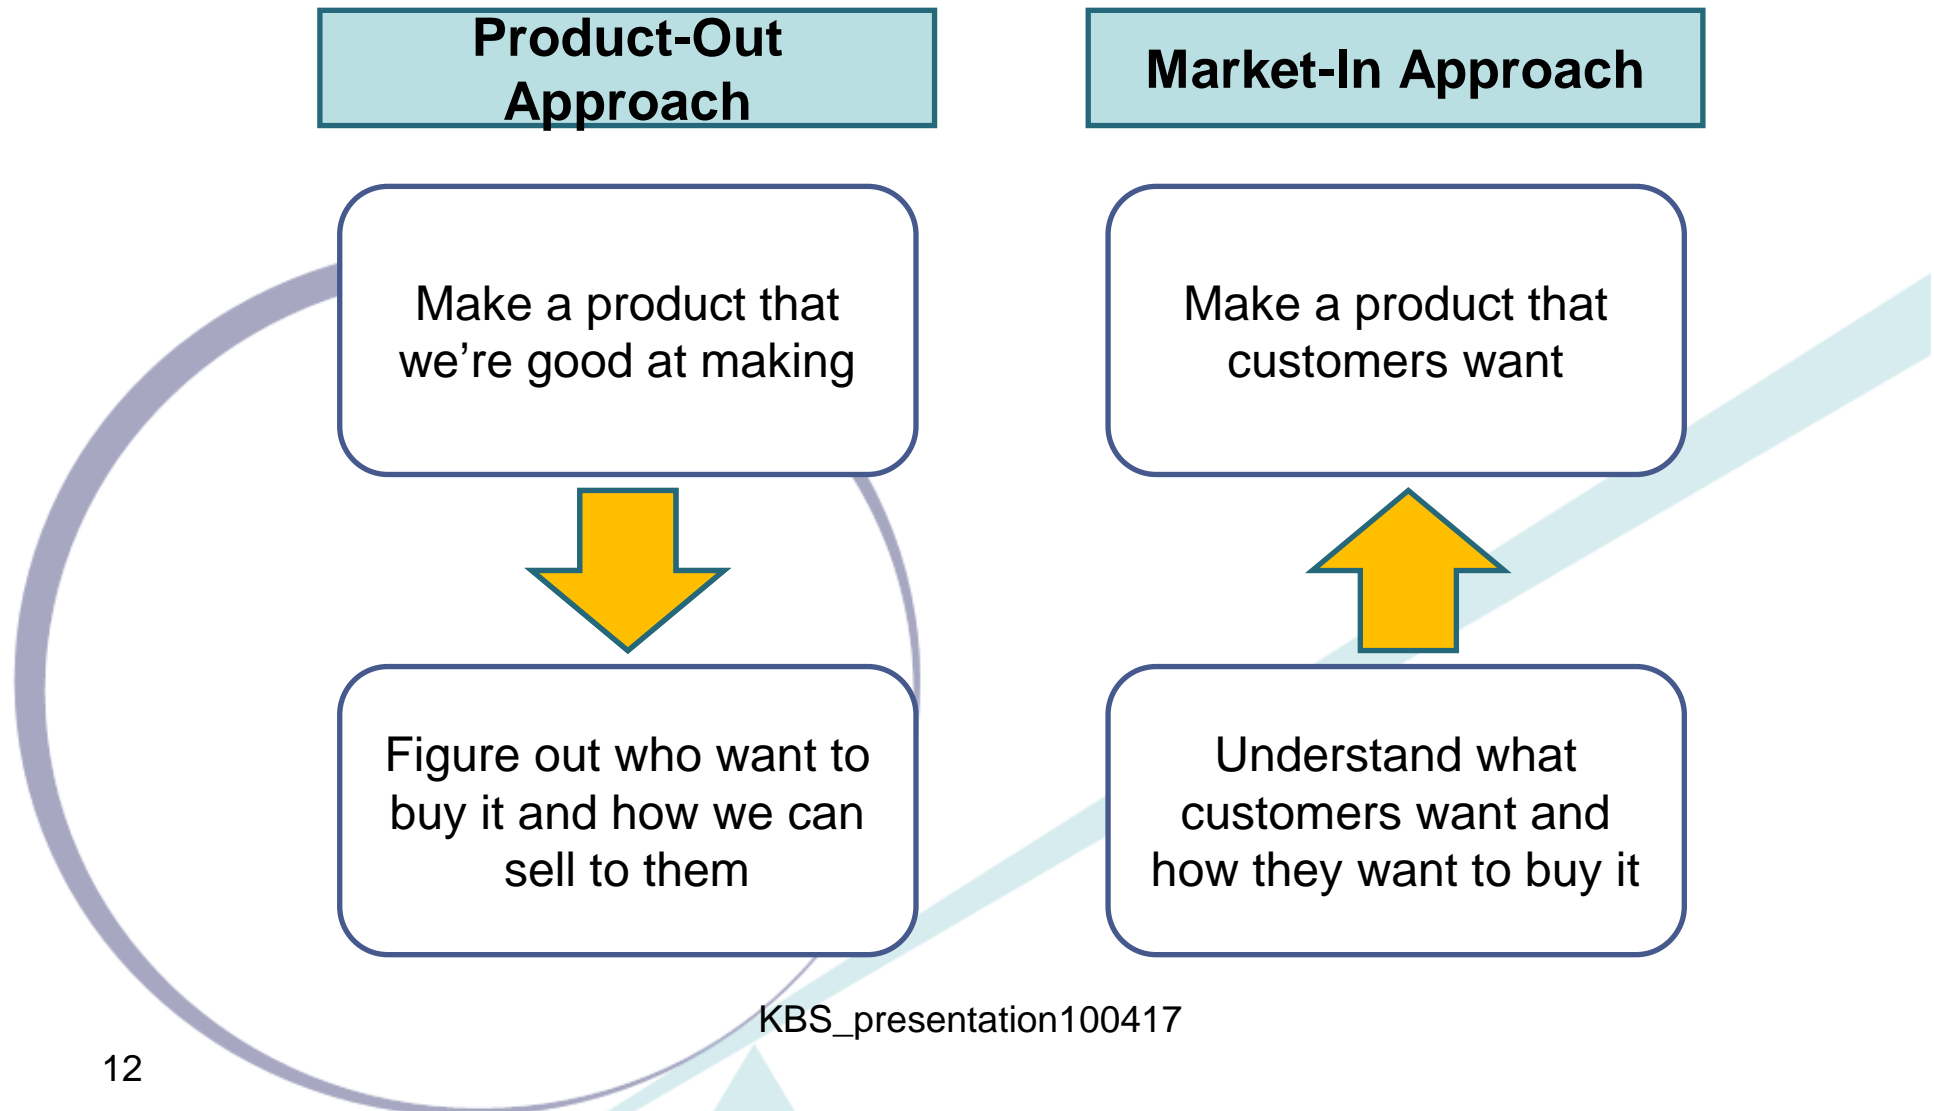 Product-Out
Approach
Market-In Approach
Make a product that
we’re good at making
Make a product that
customers want
Figure out who want to
buy it and how we can
sell to them
Understand what
customers want and
how they want to buy it
KBS_presentation100417
12